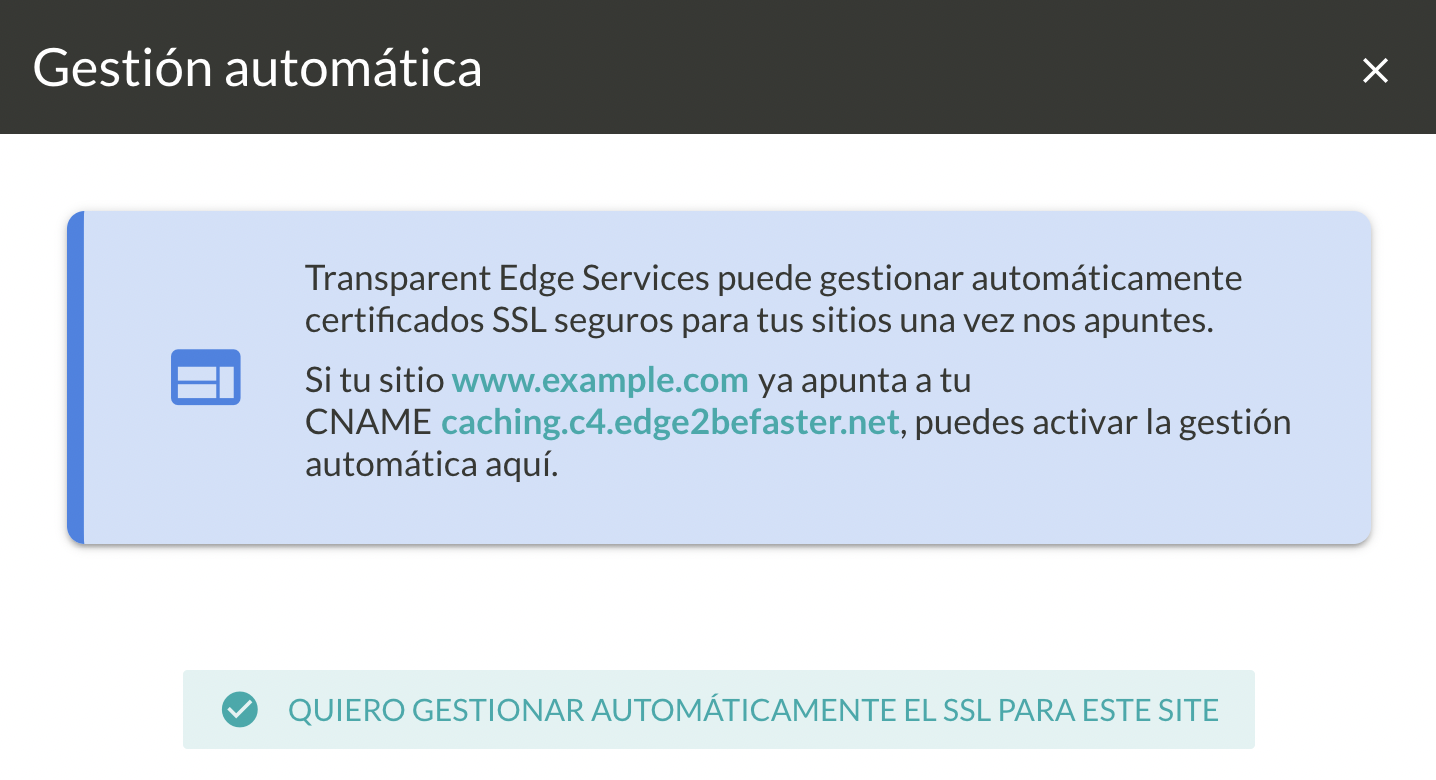 Gestión automática
Transparent Edge Services puede gestionar automáticamente
certificados SSL seguros para tus sitios una vez nos apuntes.
Si tu sitio www.example.com ya apunta a tu
CNAME caching.c4.edge2befaster.net, puedes activar la gestión
automática aquí.
QUIERO GESTIONAR AUTOMÁTICAMENTE EL SSL PARA ESTE SITE